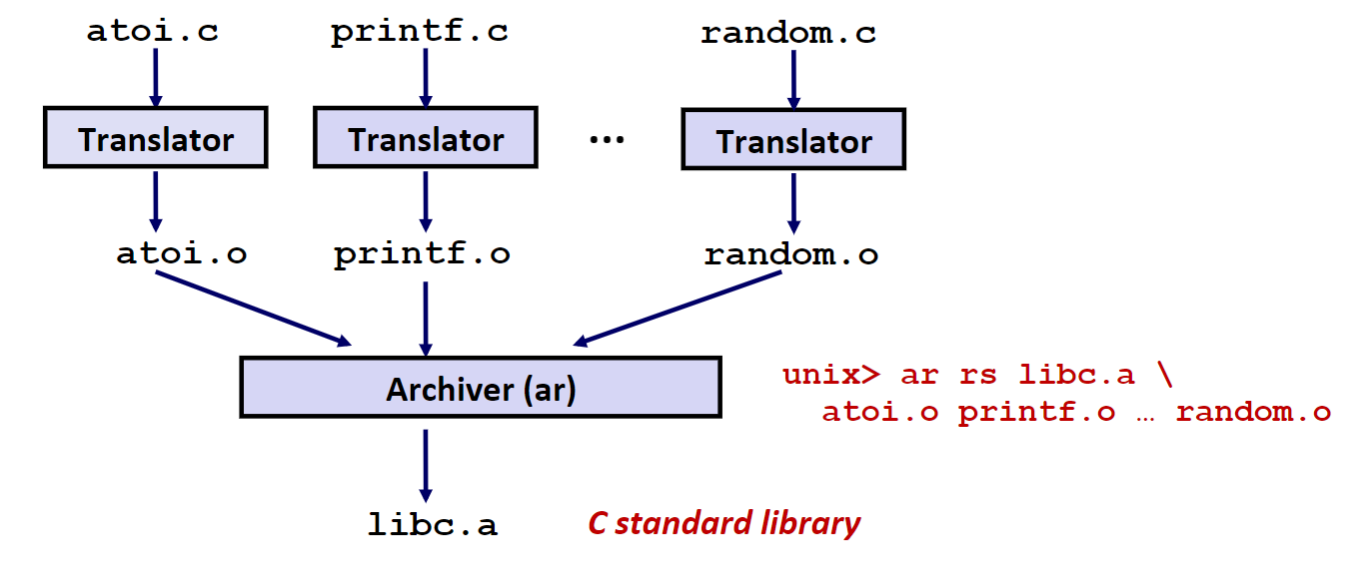 atoi.c printf.c random.c
Translator Translator ... Translator
atoi.o printf.o random.o
Archiver (ar)
unix> ar rs libc.a \
atoi.o printf.o … random.o
libc.a C standard library